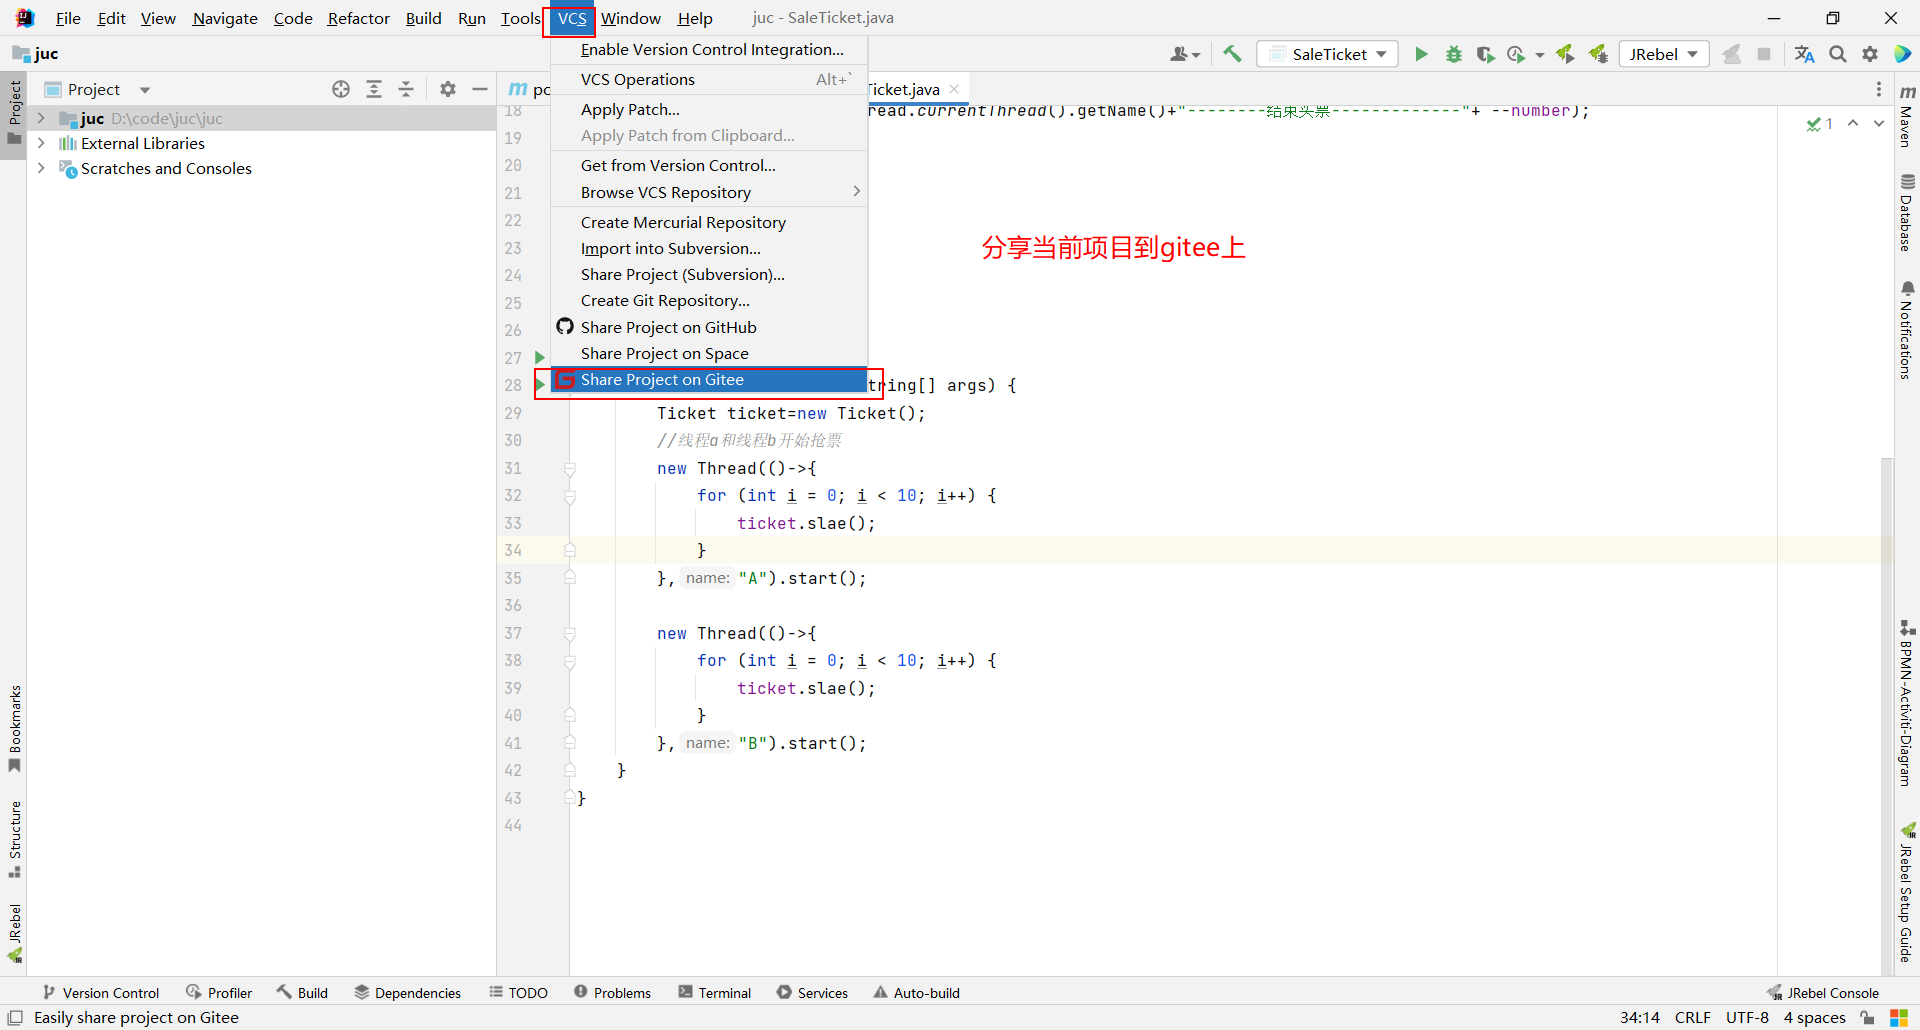 File Edit View Navigate Code Refactor Build Run Tools VCS Window Help juc - SaleTicket.java
juc
SaleTicket
JRebel
Project
Ticket.java
Enable Version Control Integration...
VCS Operations Alt+`
Apply Patch...
Apply Patch from Clipboard...
Get from Version Control...
Browse VCS Repository
Create Mercurial Repository
Import into Subversion...
Share Project (Subversion)...
Create Git Repository...
Share Project on GitHub
Share Project on Space
Share Project on Gitee
juc D:\code\juc\juc
External Libraries
Scratches and Consoles
分享当前项目到gitee上
1
18 read.currentThread().getName()+"--------结束头票-------------"+ --number);
19
20
21
22
23
24
25
26
27
28 tring[] args) {
29 Ticket ticket=new Ticket();
30 //线程a和线程b开始抢票
31 new Thread(()->{
32 for (int i = 0; i < 10; i++) {
33 ticket.slae();
34 }
35 }, name: "A").start();
36
37 new Thread(()->{
38 for (int i = 0; i < 10; i++) {
39 ticket.slae();
40 }
41 }, name: "B").start();
42 }
43 }
44
Project
Bookmarks
Structure
JRebel
Maven
Database
Notifications
BPMN-Activiti-Diagram
JRebel Setup Guide
Version Control Profiler Build Dependencies TODO Problems Terminal Services Auto-build JRebel Console
Easily share project on Gitee 34:14 CRLF UTF-8 4 spaces